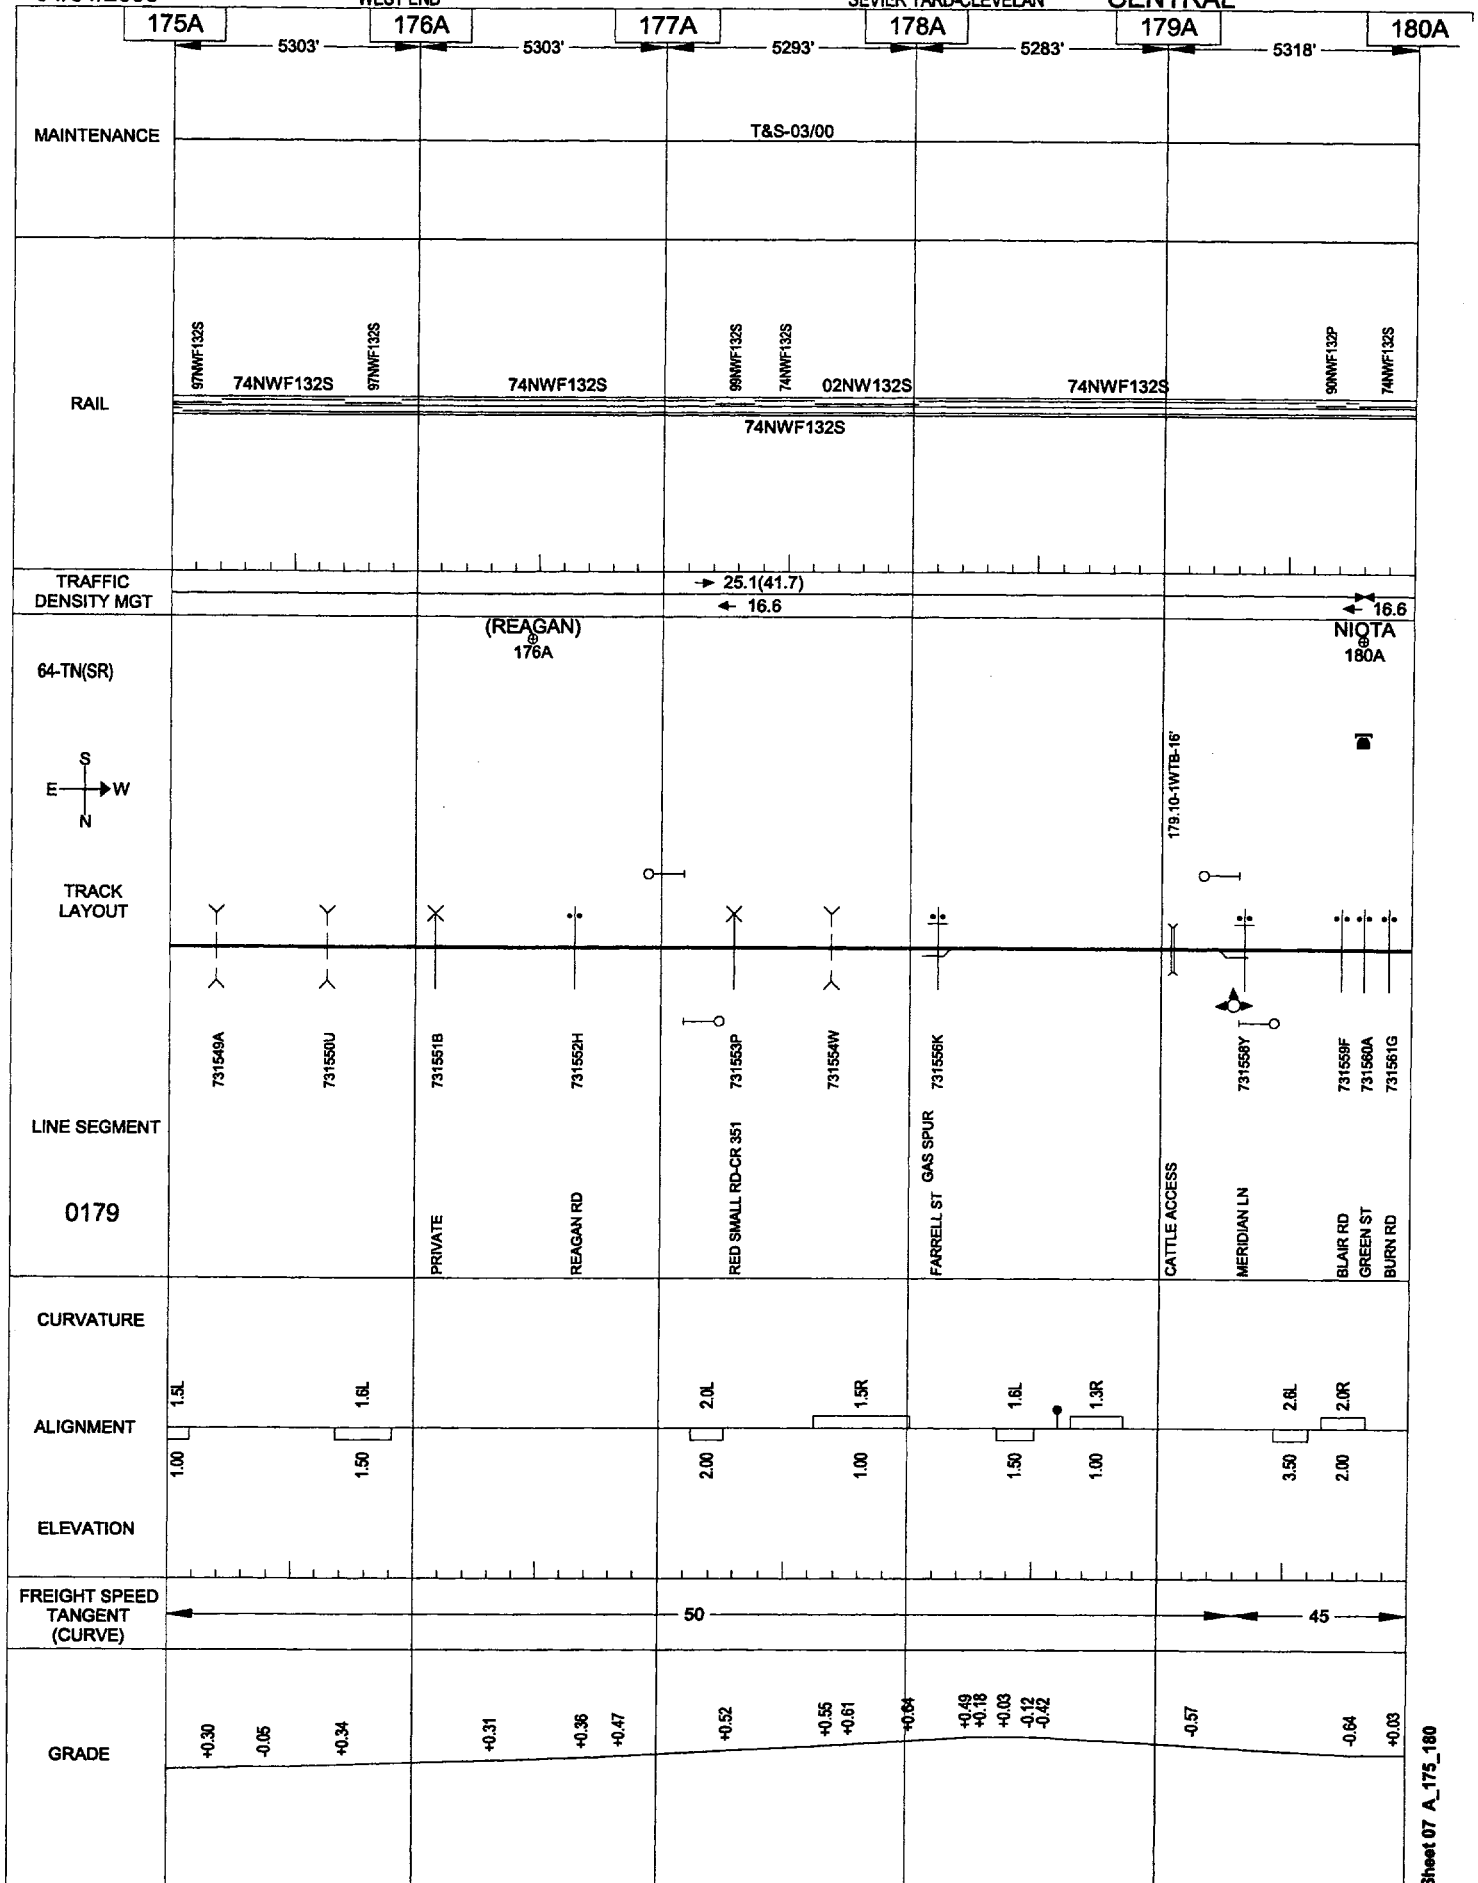 WEST END
CENTRAL
175A 176A 177A 178A 179A 180A
5303' 5303' 5293' 5283' 5318'
MAINTENANCE
T&S-03/00
97NWF132S 97NWF132S 99NWF132S 74NWF132S 90NWF132P 74NWF132S
74NWF132S 74NWF132S 02NW132S 74NWF132S
RAIL
74NWF132S
TRAFFIC
DENSITY MGT
25.1(41.7)
16.6
16.6
(REAGAN)
176A
NIOTA
180A
64-TN(SR)
S
E W
N
179.10-1WTB-16'
TRACK
LAYOUT
731549A 731550U 731551B 731552H 731553P 731554W 731556K 731558Y 731559F 731560A 731561G
LINE SEGMENT
0179
PRIVATE
REAGAN RD
RED SMALL RD-CR 351
FARRELL ST GAS SPUR
CATTLE ACCESS
MERIDIAN LN
BLAIR RD
GREEN ST
BURN RD
CURVATURE
1.5L 1.6L 2.0L 1.5R 1.6L 1.3R 2.6L 2.0R
ALIGNMENT
1.00 1.50 2.00 1.00 1.50 1.00 3.50 2.00
ELEVATION
FREIGHT SPEED
TANGENT
(CURVE)
50 45
GRADE
+0.30 -0.05 +0.34 +0.31 +0.36 +0.47 +0.52 +0.55 +0.61 +0.64 +0.49 +0.18 +0.03 -0.12 -0.42 -0.57 -0.64 +0.03
Sheet 07 A_175_180